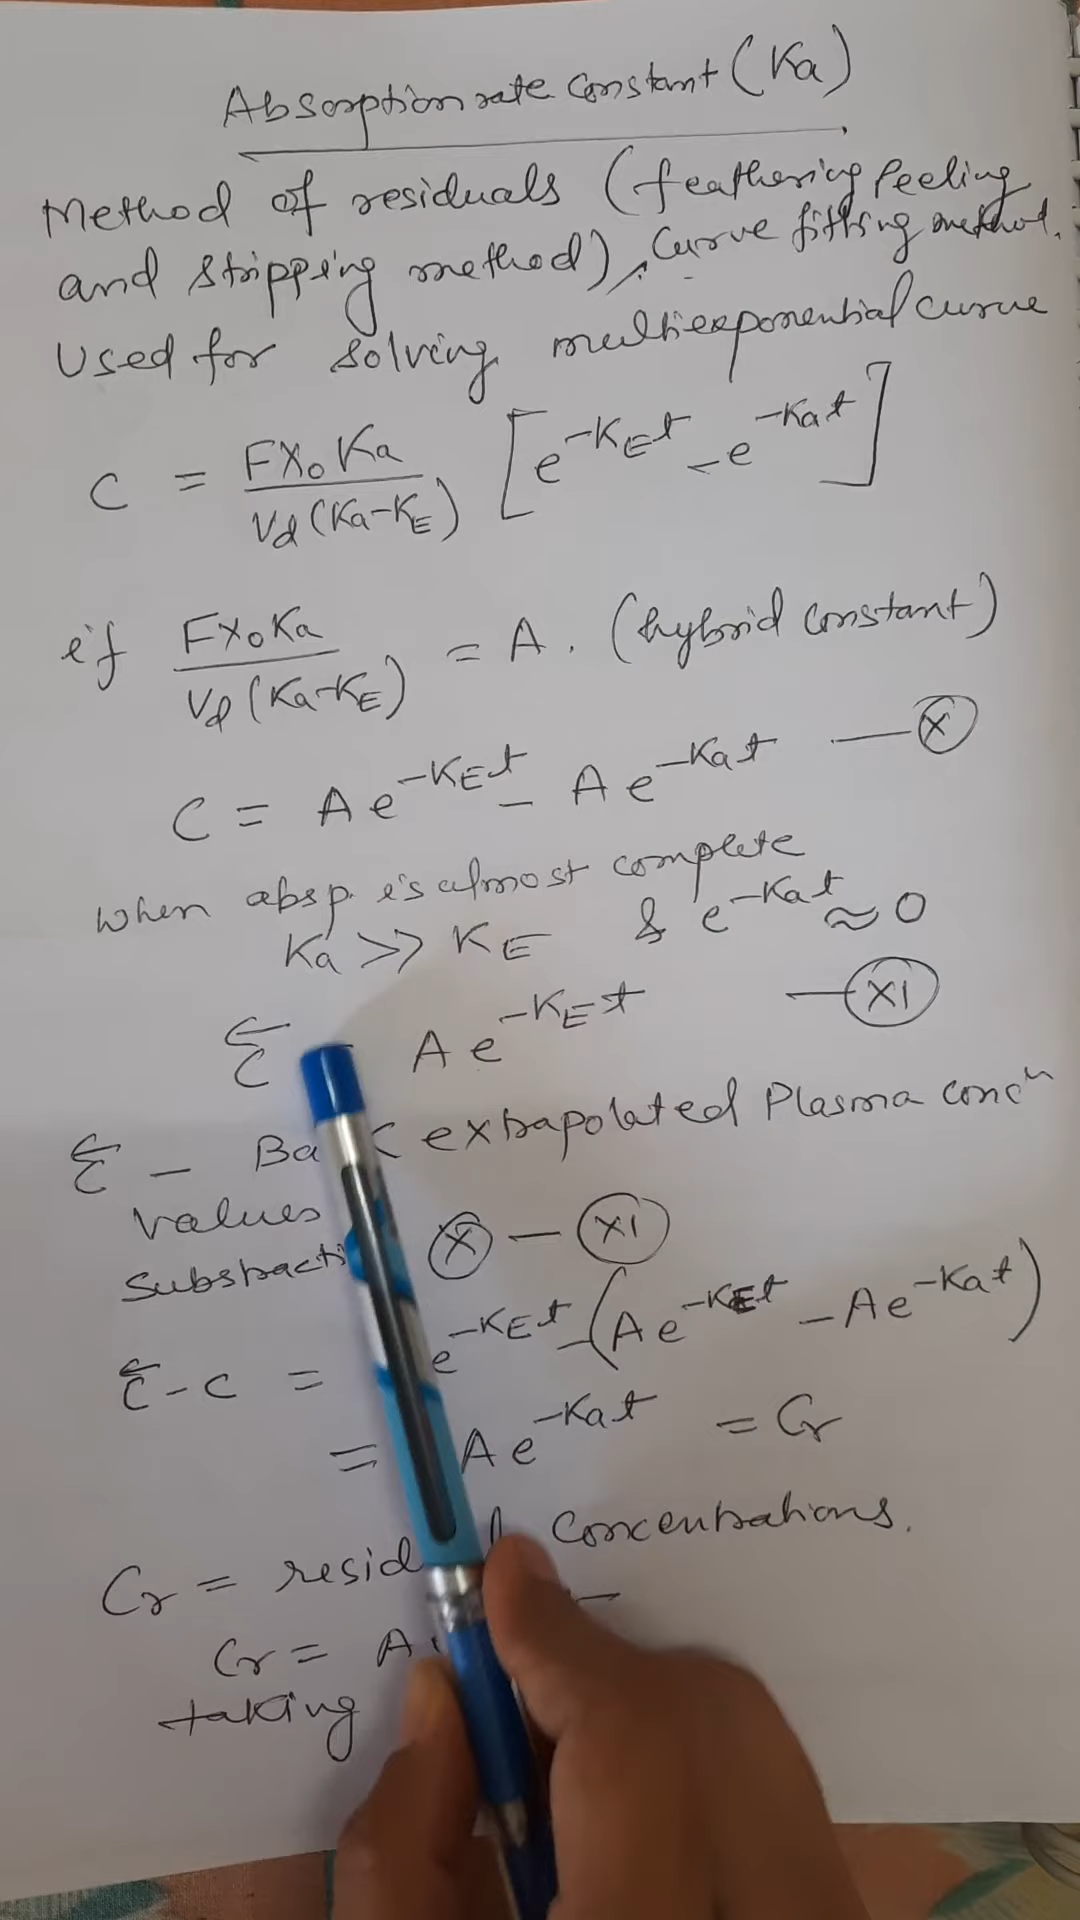 Absorption rate constant (Ka)
Method of residuals (feathering peeling
and stripping method), curve fitting method.
Used for solving multiexponential curve
C = FX₀Ka / Vd(Ka-KE) [e^-KEt - e^-Kat]
if FX₀Ka / Vd(Ka-KE) = A. (hybrid constant)
C = Ae^-KEt - Ae^-Kat — (X)
When absp. is almost complete
Ka >> KE & e^-Kat ≈ 0
C⃖ = Ae^-KEt — (XI)
C⃖ - Back extrapolated Plasma concn
values
Substracti (X) - (XI)
C⃖ - C = e^-KEt - (Ae^-KEt - Ae^-Kat)
= Ae^-Kat = Cr
Cr = residual concentrations.
Cr = A
taking